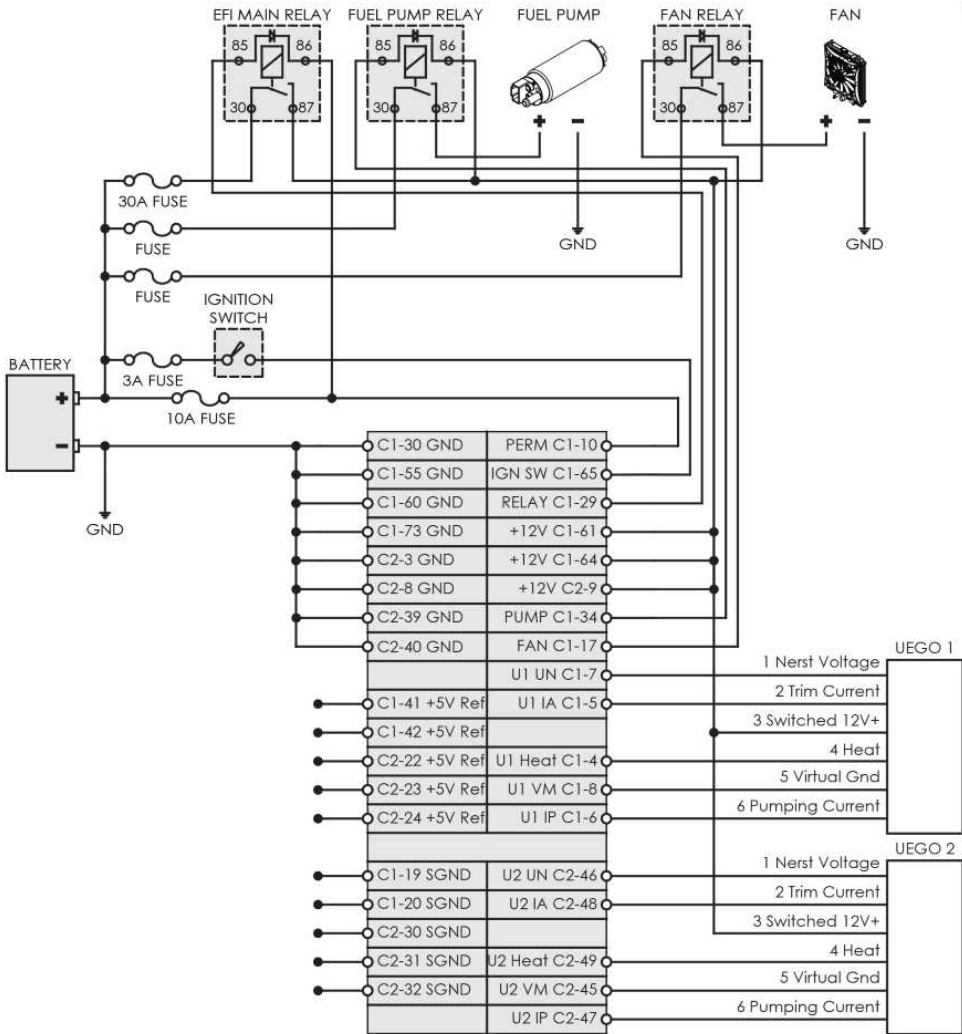 EFI MAIN RELAY
FUEL PUMP RELAY
FUEL PUMP
FAN RELAY
FAN
85 86
85 86
85 86
30 87
30 87
30 87
+ -
+ -
30A FUSE
FUSE
GND
GND
FUSE
IGNITION
SWITCH
BATTERY
3A FUSE
+
10A FUSE
-
GND
C1-30 GND PERM C1-10
C1-55 GND IGN SW C1-65
C1-60 GND RELAY C1-29
C1-73 GND +12V C1-61
C2-3 GND +12V C1-64
C2-8 GND +12V C2-9
C2-39 GND PUMP C1-34
C2-40 GND FAN C1-17
U1 UN C1-7
C1-41 +5V Ref U1 IA C1-5
C1-42 +5V Ref
C2-22 +5V Ref U1 Heat C1-4
C2-23 +5V Ref U1 VM C1-8
C2-24 +5V Ref U1 IP C1-6
C1-19 SGND U2 UN C2-46
C1-20 SGND U2 IA C2-48
C2-30 SGND
C2-31 SGND U2 Heat C2-49
C2-32 SGND U2 VM C2-45
U2 IP C2-47
UEGO 1
1 Nerst Voltage
2 Trim Current
3 Switched 12V+
4 Heat
5 Virtual Gnd
6 Pumping Current
UEGO 2
1 Nerst Voltage
2 Trim Current
3 Switched 12V+
4 Heat
5 Virtual Gnd
6 Pumping Current